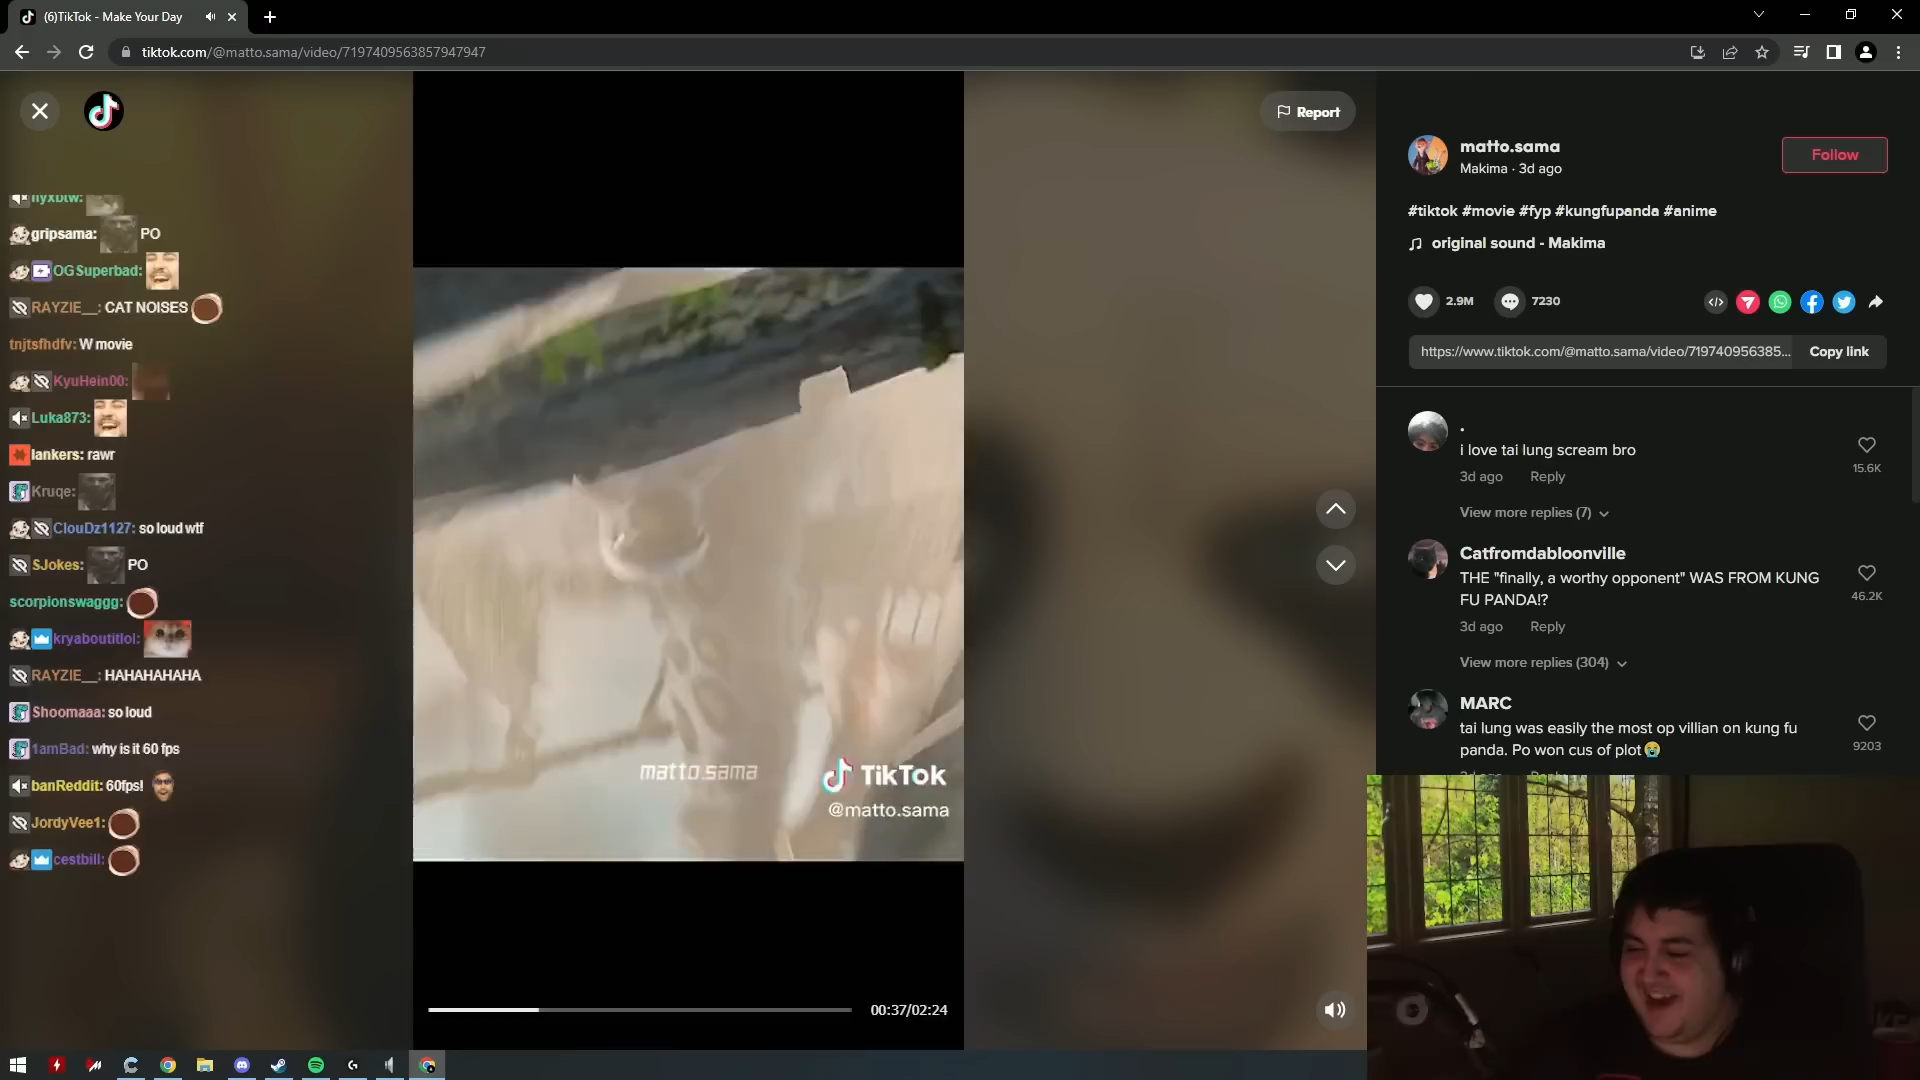 (6)TikTok - Make Your Day
tiktok.com/@matto.sama/video/7197409563857947947
Report
nyxbtw:
gripsama: PO
OGSuperbad:
RAYZIE__: CAT NOISES
tnjtsfhdfv: W movie
KyuHein00:
Luka873:
lankers: rawr
Kruqe:
ClouDz1127: so loud wtf
SJokes: PO
scorpionswaggg:
kryaboutitlol:
RAYZIE__: HAHAHAHAHA
Shoomaaa: so loud
1amBad: why is it 60 fps
banReddit: 60fps!
JordyVee1:
cestbill:
matto.sama
TikTok
@matto.sama
00:37/02:24
matto.sama
Makima · 3d ago
Follow
#tiktok #movie #fyp #kungfupanda #anime
original sound - Makima
2.9M
7230
https://www.tiktok.com/@matto.sama/video/719740956385...
Copy link
.
i love tai lung scream bro
3d ago Reply
15.6K
View more replies (7)
Catfromdabloonville
THE "finally, a worthy opponent" WAS FROM KUNG
FU PANDA!?
46.2K
3d ago Reply
View more replies (304)
MARC
tai lung was easily the most op villian on kung fu
panda. Po won cus of plot😭
9203